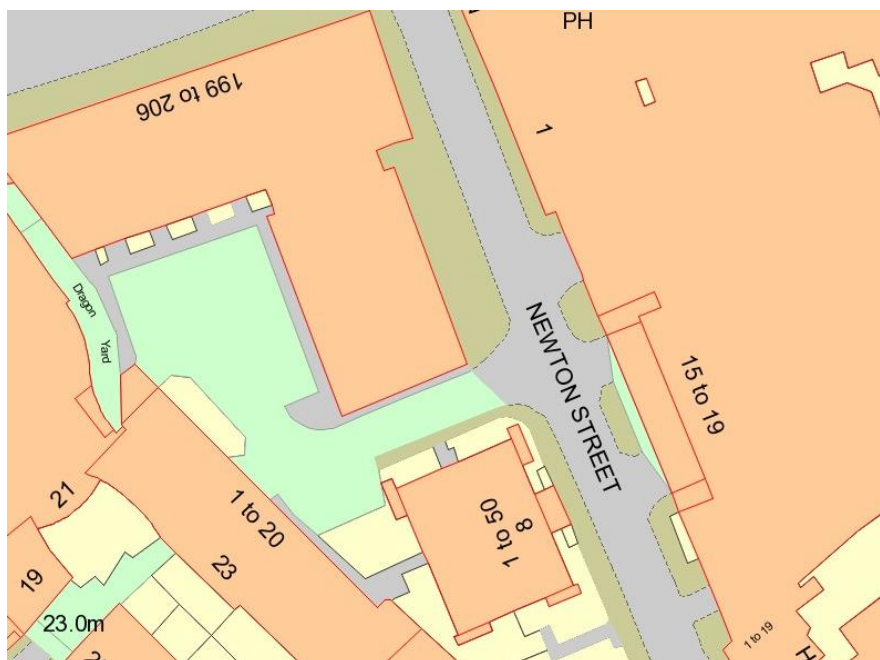 PH
199 to 206
1
Dragon
Yard
NEWTON STREET
15 to 19
21
1 to 20
8
1 to 50
23
19
23.0m
1 to 19